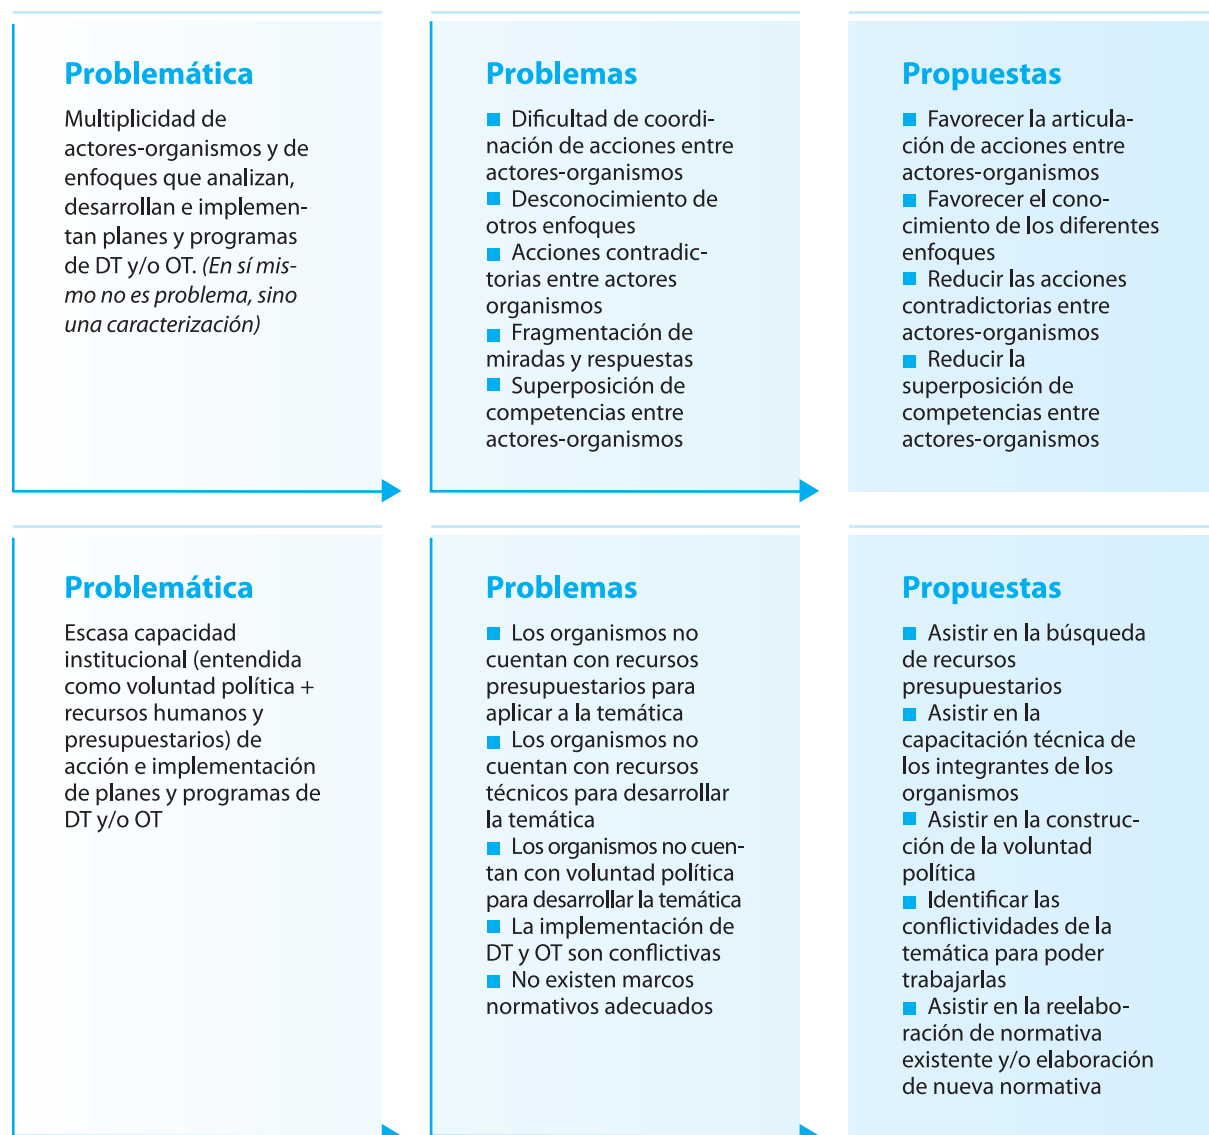 Problemática
Multiplicidad de
actores-organismos y de
enfoques que analizan,
desarrollan e implemen-
tan planes y programas
de DT y/o OT. (En sí mis-
mo no es problema, sino
una caracterización)
Problemas
■ Dificultad de coordi-
nación de acciones entre
actores-organismos
■ Desconocimiento de
otros enfoques
■ Acciones contradic-
torias entre actores
organismos
■ Fragmentación de
miradas y respuestas
■ Superposición de
competencias entre
actores-organismos
Propuestas
■ Favorecer la articula-
ción de acciones entre
actores-organismos
■ Favorecer el cono-
cimiento de los diferentes
enfoques
■ Reducir las acciones
contradictorias entre
actores-organismos
■ Reducir la
superposición de
competencias entre
actores-organismos
Problemática
Escasa capacidad
institucional (entendida
como voluntad política +
recursos humanos y
presupuestarios) de
acción e implementación
de planes y programas de
DT y/o OT
Problemas
■ Los organismos no
cuentan con recursos
presupuestarios para
aplicar a la temática
■ Los organismos no
cuentan con recursos
técnicos para desarrollar
la temática
■ Los organismos no cuen-
tan con voluntad política
para desarrollar la temática
■ La implementación de
DT y OT son conflictivas
■ No existen marcos
normativos adecuados
Propuestas
■ Asistir en la búsqueda
de recursos
presupuestarios
■ Asistir en la
capacitación técnica de
los integrantes de los
organismos
■ Asistir en la construc-
ción de la voluntad
política
■ Identificar las
conflictividades de la
temática para poder
trabajarlas
■ Asistir en la reelabo-
ración de normativa
existente y/o elaboración
de nueva normativa